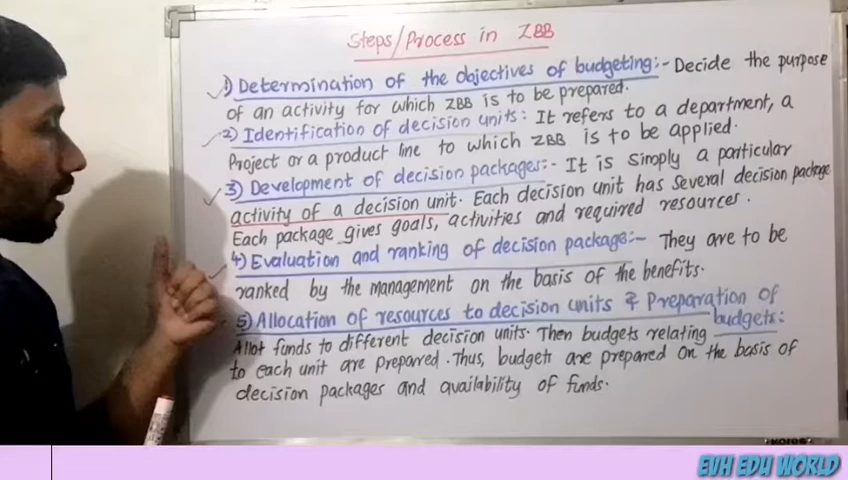 Steps/Process in ZBB
1) Determination of the objectives of budgeting:- Decide the purpose
of an activity for which ZBB is to be prepared.
2) Identification of decision units: It refers to a department, a
Project or a product line to which ZBB is to be applied.
3) Development of decision packages:- It is simply a particular
activity of a decision unit. Each decision unit has several decision package
Each package gives goals, activities and required resources.
4) Evaluation and ranking of decision package:- They are to be
ranked by the management on the basis of the benefits.
5) Allocation of resources to decision units & Preparation of
budgets:
Allot funds to different decision units. Then budgets relating
to each unit are prepared. Thus, budgets are prepared on the basis of
decision packages and availability of funds.
KORES
EVH EDU WORLD